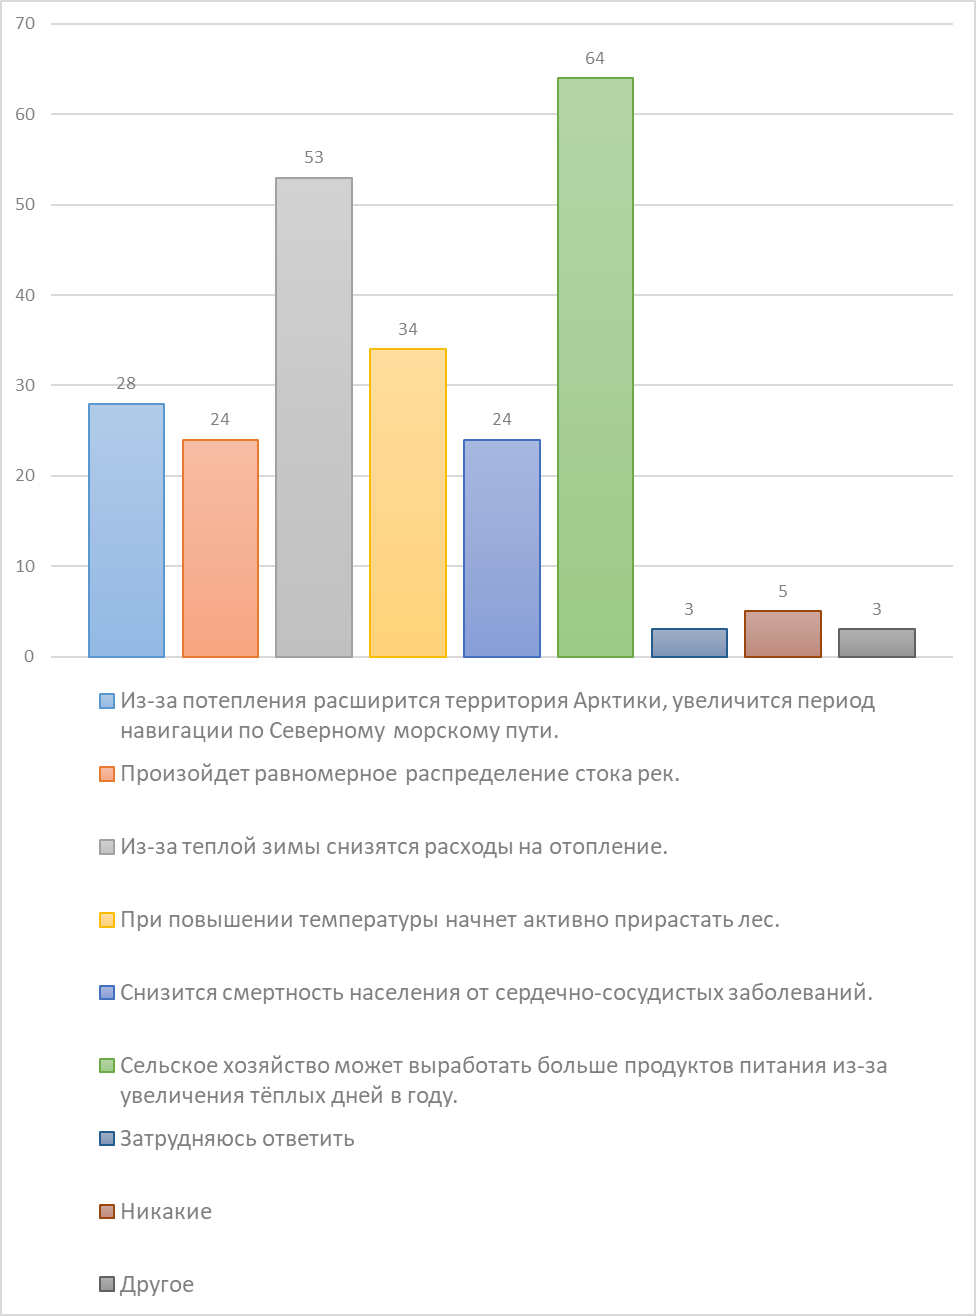 70
64
60
53
50
40
34
30
28
24
24
20
10
3
5
3
0
Из-за потепления расширится территория Арктики, увеличится период
навигации по Северному морскому пути.
Произойдет равномерное распределение стока рек.
Из-за теплой зимы снизятся расходы на отопление.
При повышении температуры начнет активно прирастать лес.
Снизится смертность населения от сердечно-сосудистых заболеваний.
Сельское хозяйство может выработать больше продуктов питания из-за
увеличения тёплых дней в году.
Затрудняюсь ответить
Никакие
Другое